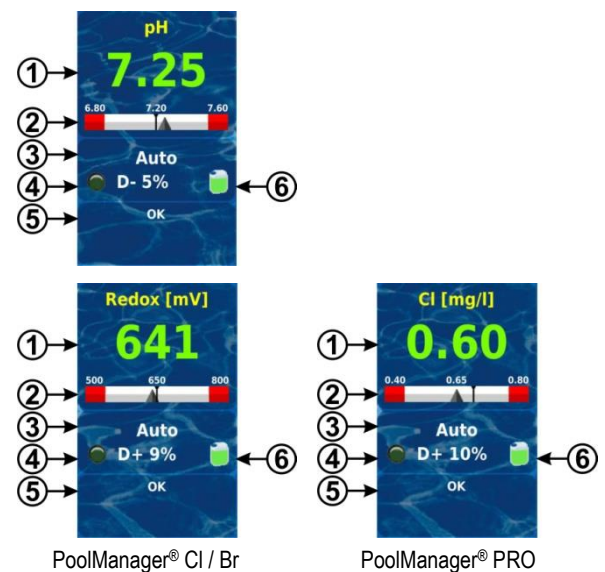 pH
1
7.25
6.80 7.20 7.60
2
3
Auto
4
D- 5%
6
5
OK
Redox [mV]
1
641
500 650 800
2
3
Auto
4
D+ 9%
6
5
OK
Cl [mg/l]
1
0.60
0.40 0.65 0.80
2
3
Auto
4
D+ 10%
6
5
OK
PoolManager® Cl / Br
PoolManager® PRO